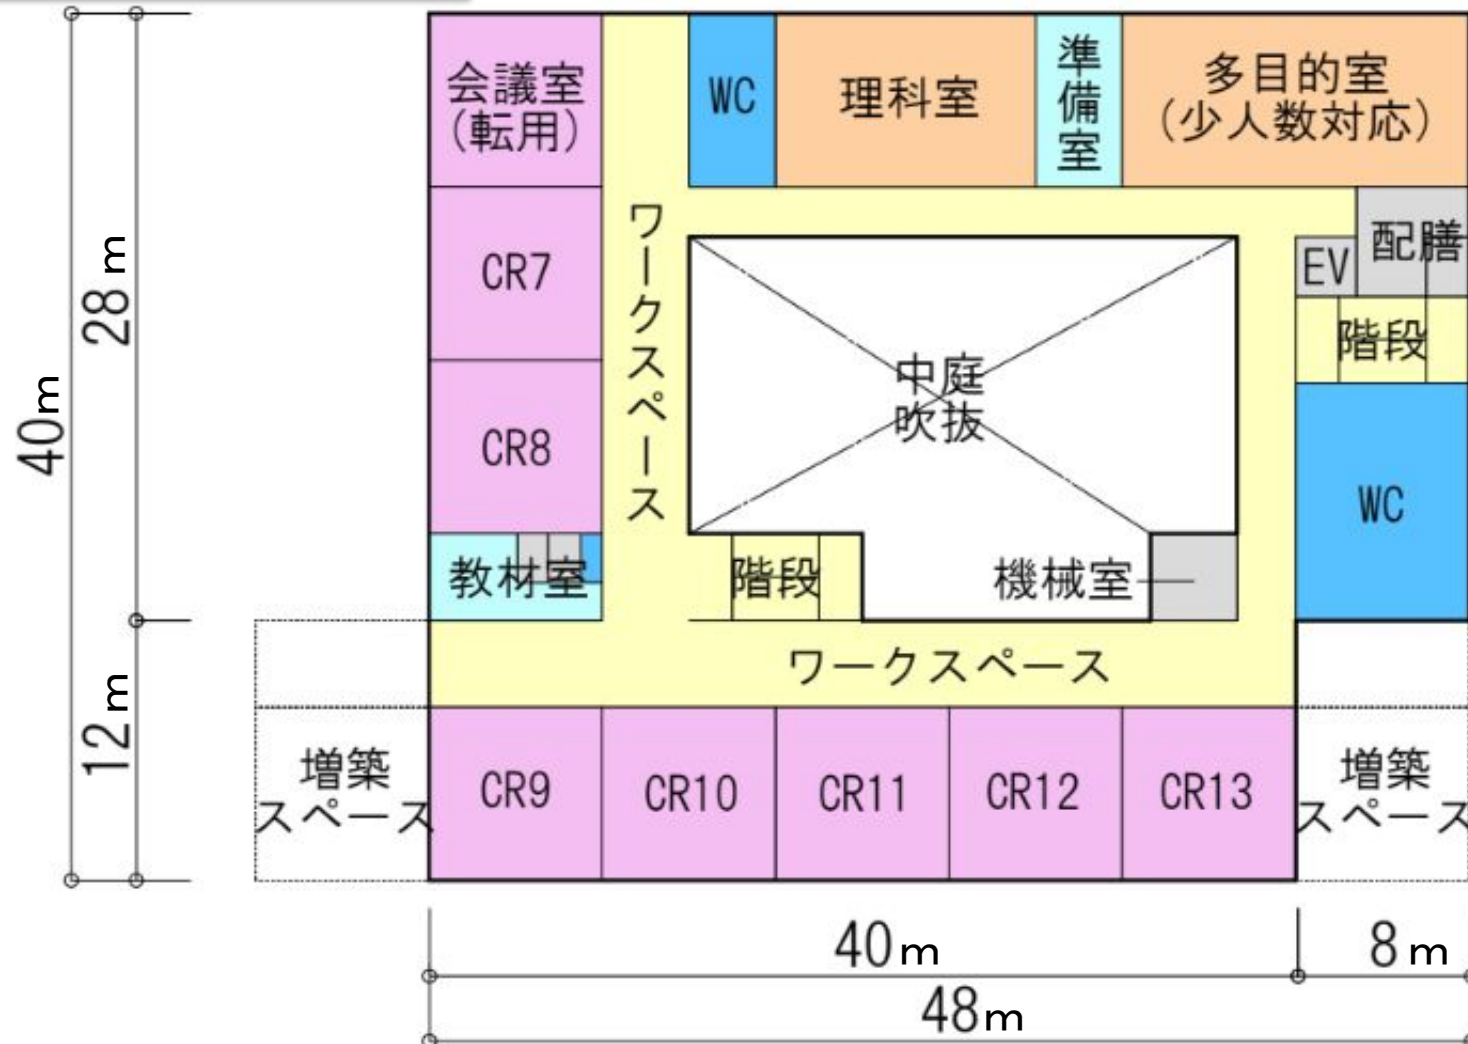 会議室
(転用)
WC
理科室
準備室
多目的室
(少人数対応)
ワークスペース
CR7
配膳
EV
階段
28m
40m
中庭
吹抜
CR8
WC
教材室
階段
機械室
ワークスペース
12m
増築
スペース
CR9
CR10
CR11
CR12
CR13
増築
スペース
40m
8m
48m